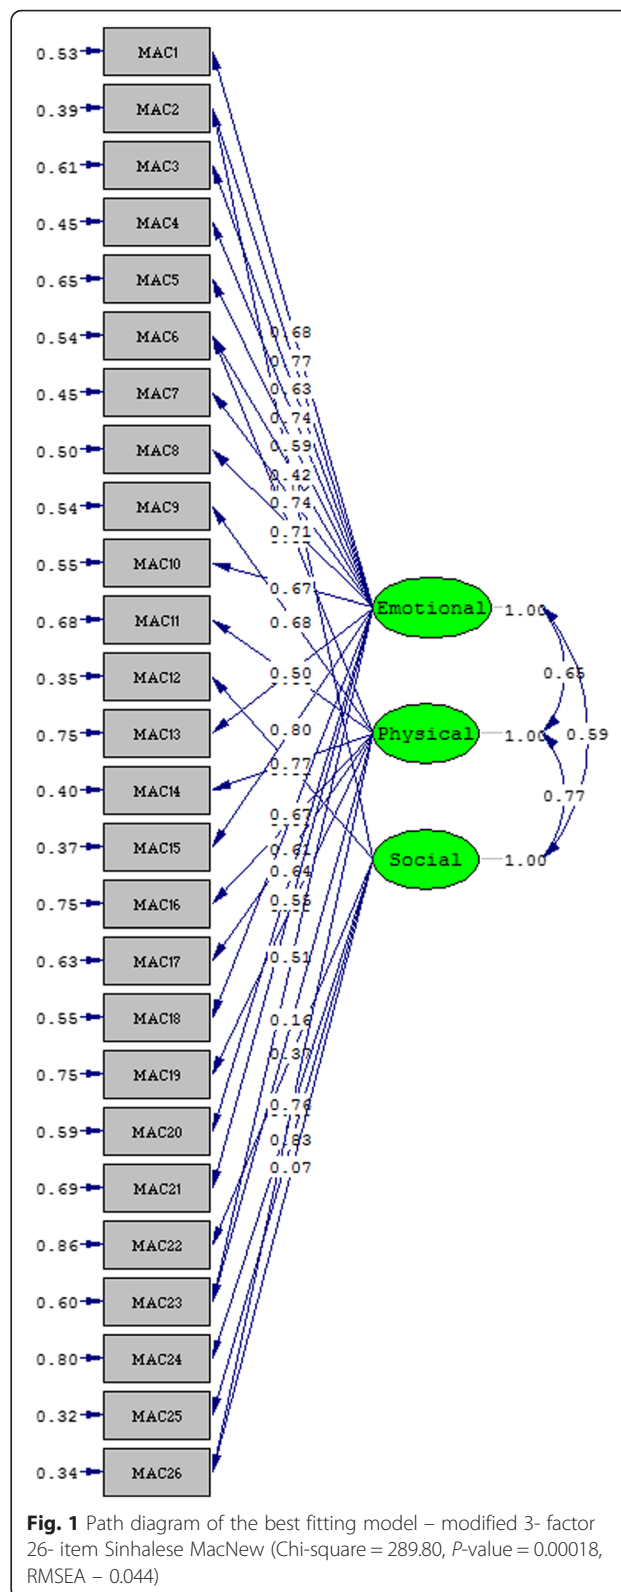 0.53 MAC1
0.39 MAC2
0.61 MAC3
0.45 MAC4
0.65 MAC5
0.54 MAC6
0.68
0.45 MAC7
0.77
0.63
0.50 MAC8
0.74
0.59
0.54 MAC9
0.42
0.74
0.71
0.55 MAC10
0.67
Emotional 1.00
0.68 MAC11
0.68
0.35 MAC12
0.50
0.65
0.75 MAC13
0.80
Physical 1.00 0.59
0.77
0.40 MAC14
0.77
0.67
0.37 MAC15
0.61
Social 1.00
0.64
0.75 MAC16
0.55
0.63 MAC17
0.51
0.55 MAC18
0.16
0.37
0.75 MAC19
0.76
0.59 MAC20
0.83
0.07
0.69 MAC21
0.86 MAC22
0.60 MAC23
0.80 MAC24
0.32 MAC25
0.34 MAC26
Fig. 1 Path diagram of the best fitting model – modified 3- factor
26- item Sinhalese MacNew (Chi-square = 289.80, P-value = 0.00018,
RMSEA – 0.044)